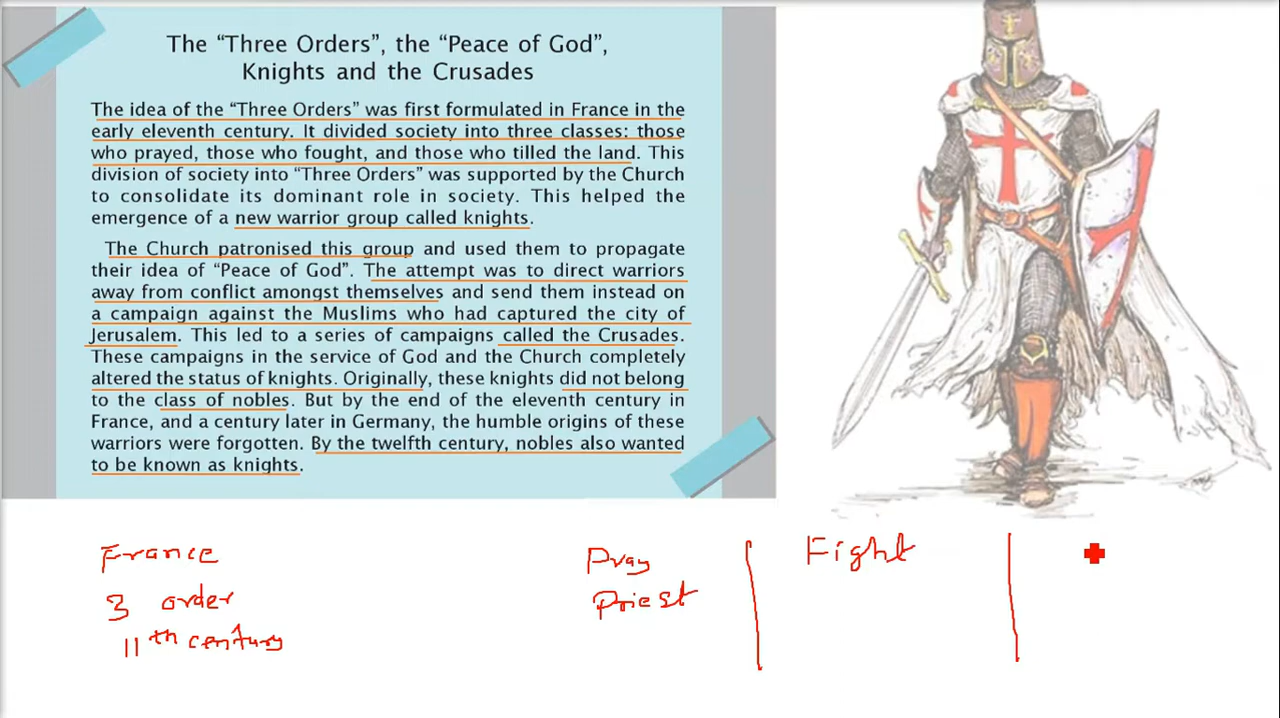 The “Three Orders”, the “Peace of God”,
Knights and the Crusades
The idea of the “Three Orders” was first formulated in France in the
early eleventh century. It divided society into three classes: those
who prayed, those who fought, and those who tilled the land. This
division of society into “Three Orders” was supported by the Church
to consolidate its dominant role in society. This helped the
emergence of a new warrior group called knights.
The Church patronised this group and used them to propagate
their idea of “Peace of God”. The attempt was to direct warriors
away from conflict amongst themselves and send them instead on
a campaign against the Muslims who had captured the city of
Jerusalem. This led to a series of campaigns called the Crusades.
These campaigns in the service of God and the Church completely
altered the status of knights. Originally, these knights did not belong
to the class of nobles. But by the end of the eleventh century in
France, and a century later in Germany, the humble origins of these
warriors were forgotten. By the twelfth century, nobles also wanted
to be known as knights.
France
3 order
11th century
Pray
Priest
Fight